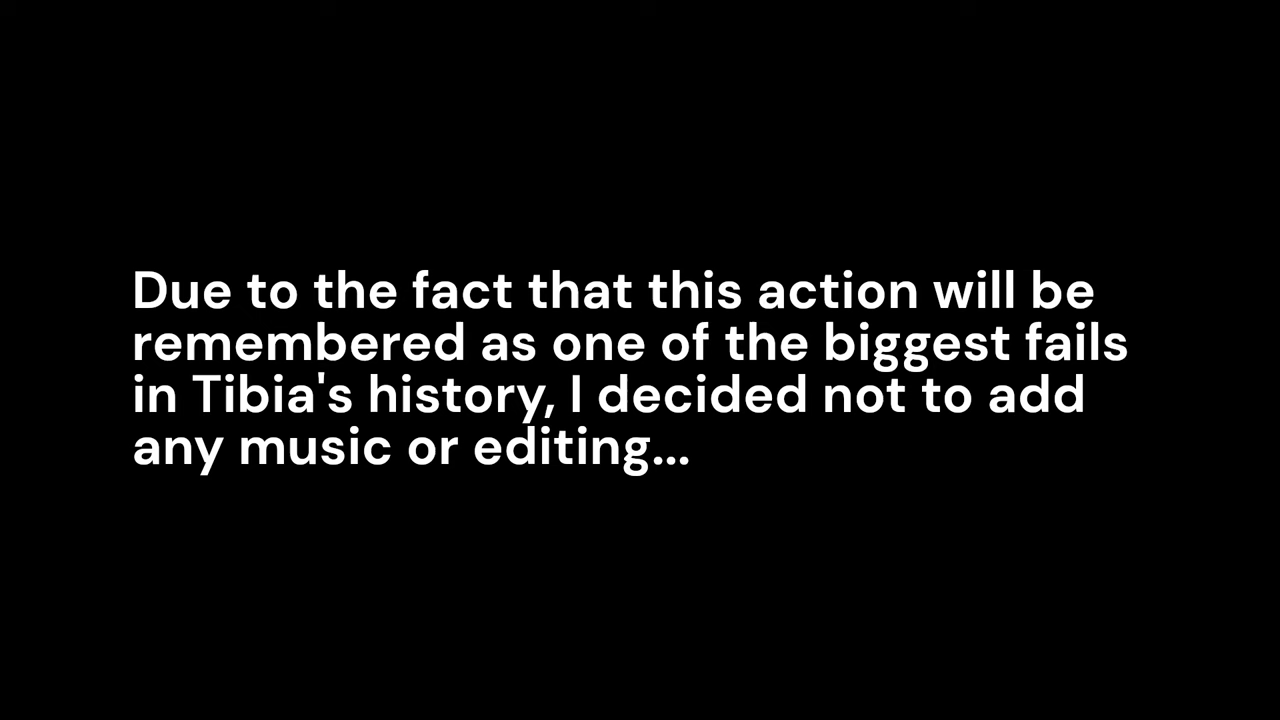 Due to the fact that this action will be
remembered as one of the biggest fails
in Tibia's history, I decided not to add
any music or editing...